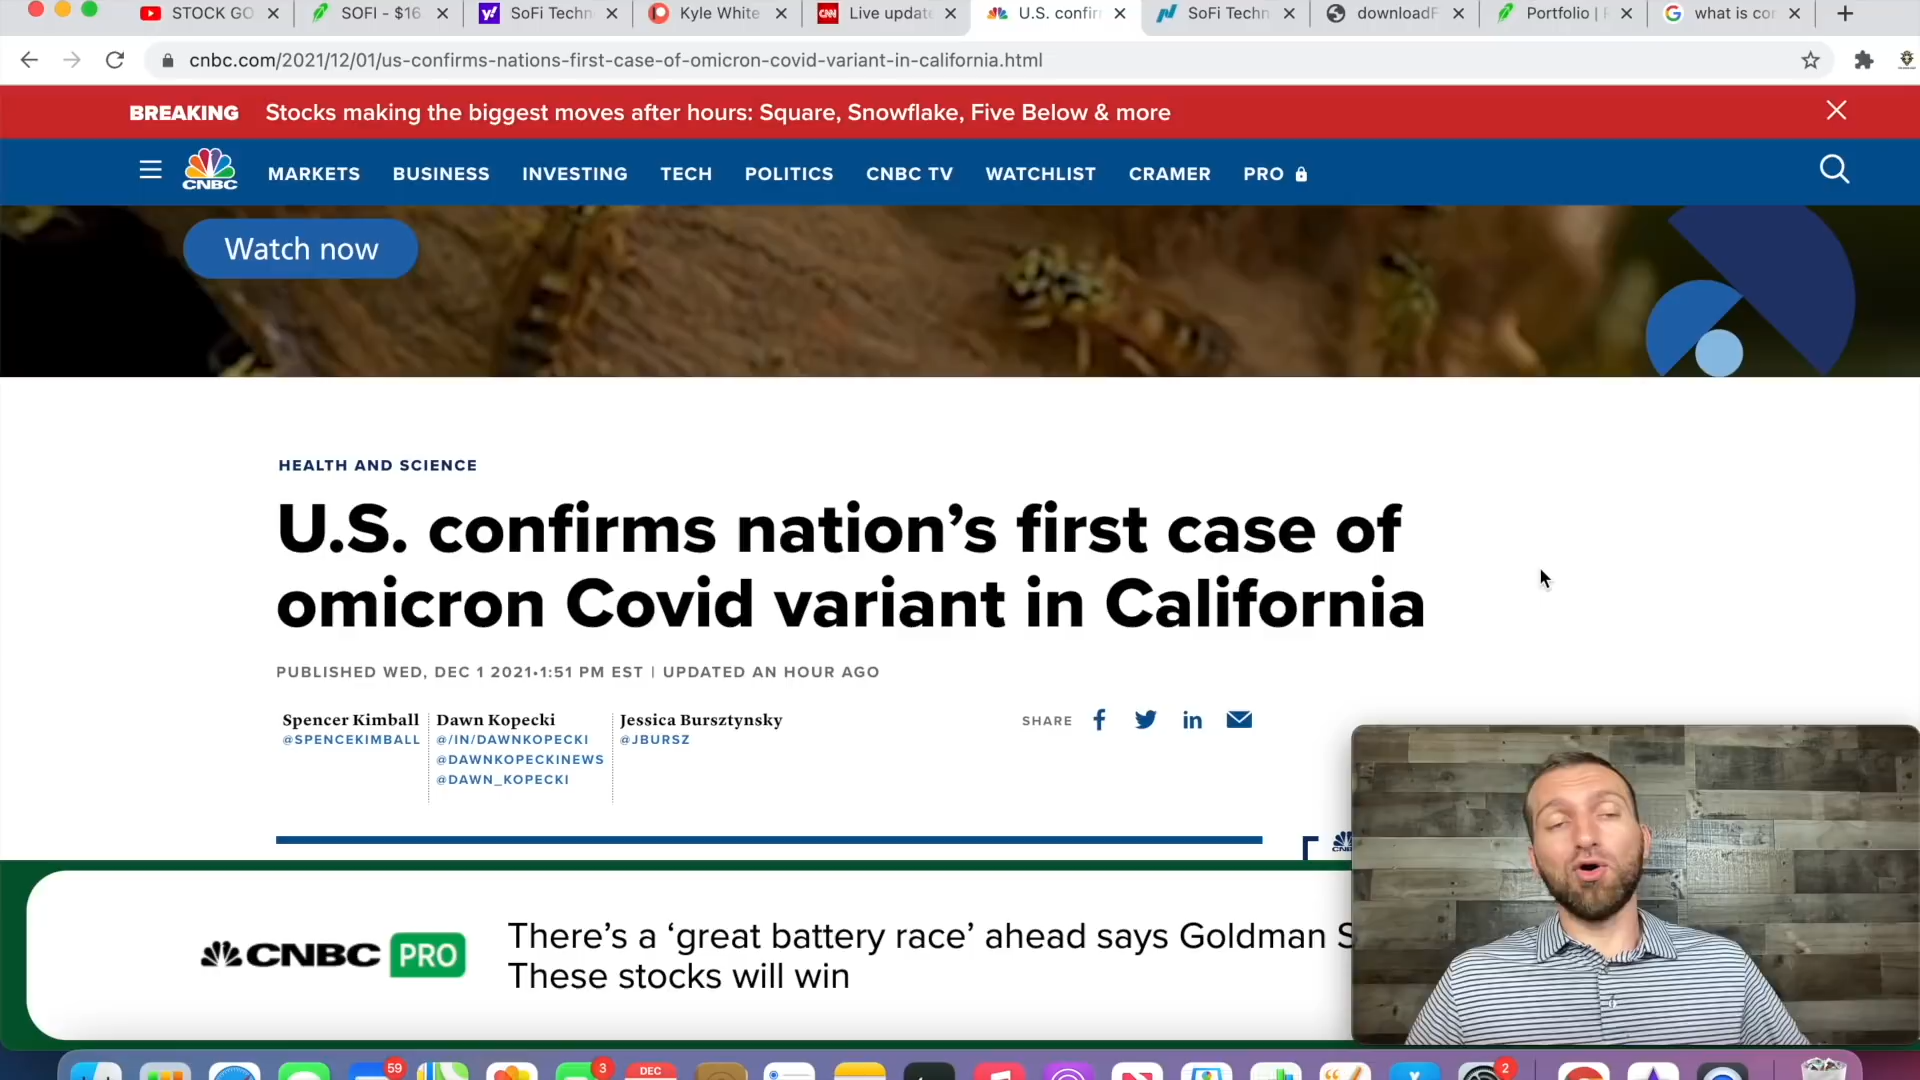 STOCK GO
SOFI - $16
SoFi Techn
Kyle White
Live update
U.S. confirm
SoFi Techn
downloadF
Portfolio |
what is cor
cnbc.com/2021/12/01/us-confirms-nations-first-case-of-omicron-covid-variant-in-california.html
BREAKING Stocks making the biggest moves after hours: Square, Snowflake, Five Below & more
CNBC MARKETS BUSINESS INVESTING TECH POLITICS CNBC TV WATCHLIST CRAMER PRO
Watch now
HEALTH AND SCIENCE
U.S. confirms nation’s first case of
omicron Covid variant in California
PUBLISHED WED, DEC 1 2021•1:51 PM EST | UPDATED AN HOUR AGO
Spencer Kimball
@SPENCEKIMBALL
Dawn Kopecki
@/IN/DAWNKOPECKI
@DAWNKOPECKINEWS
@DAWN_KOPECKI
Jessica Bursztynsky
@JBURSZ
SHARE
CNBC PRO
There’s a ‘great battery race’ ahead says Goldman S
These stocks will win
59
3
DEC
2